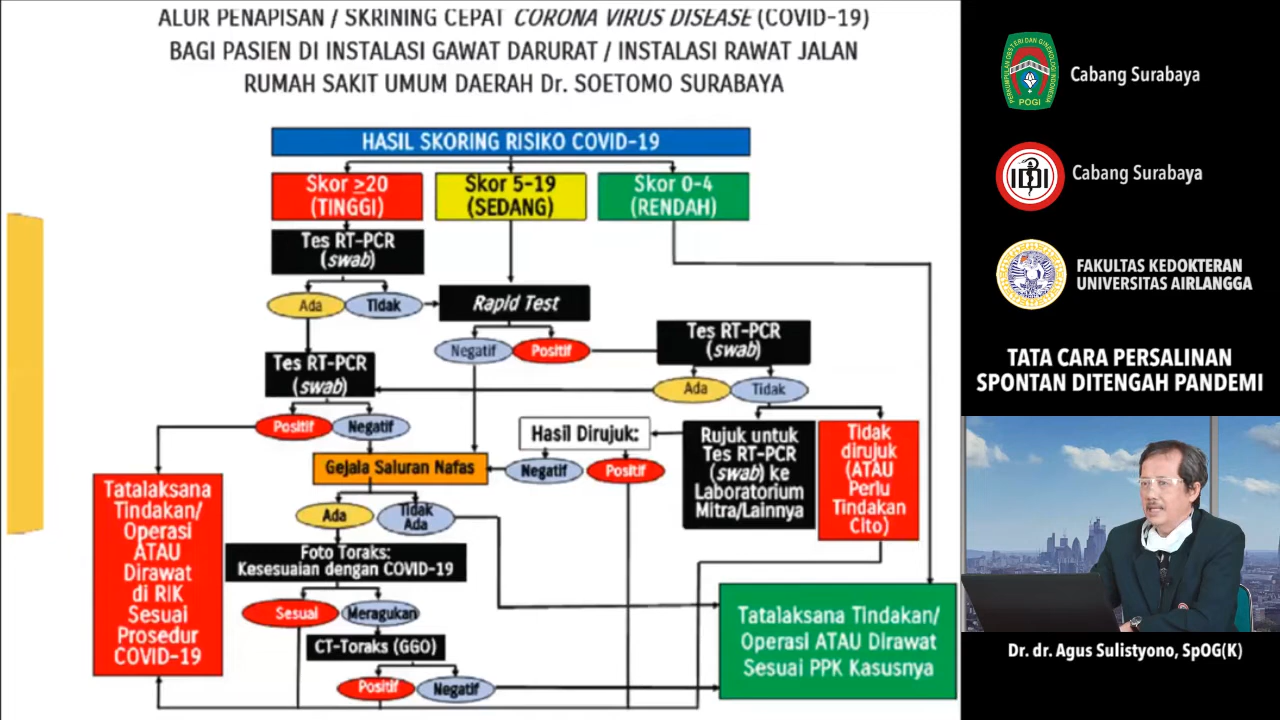 ALUR PENAPISAN / SKRINING CEPAT CORONA VIRUS DISEASE (COVID-19)
BAGI PASIEN DI INSTALASI GAWAT DARURAT / INSTALASI RAWAT JALAN
RUMAH SAKIT UMUM DAERAH Dr. SOETOMO SURABAYA
HASIL SKORING RISIKO COVID-19
Skor ≥20
(TINGGI)
Skor 5-19
(SEDANG)
Skor 0-4
(RENDAH)
Tes RT-PCR
(swab)
Ada
Tidak
Rapid Test
Negatif
Positif
Tes RT-PCR
(swab)
Ada
Tidak
Tes RT-PCR
(swab)
Positif
Negatif
Hasil Dirujuk:
Negatif
Positif
Rujuk untuk
Tes RT-PCR
(swab) ke
Laboratorium
Mitra/Lainnya
Tidak
dirujuk
(ATAU
Perlu
Tindakan
Cito)
Gejala Saluran Nafas
Ada
Tidak
Ada
Tatalaksana
Tindakan/
Operasi
ATAU
Dirawat
di RIK
Sesuai
Prosedur
COVID-19
Foto Toraks:
Kesesuaian dengan COVID-19
Sesuai
Meragukan
CT-Toraks (GGO)
Positif
Negatif
Tatalaksana Tindakan/
Operasi ATAU Dirawat
Sesuai PPK Kasusnya
PERKUMPULAN OBSTETRI DAN GINEKOLOGI INDONESIA
POGI
Cabang Surabaya
IDI
Cabang Surabaya
FAKULTAS KEDOKTERAN
UNIVERSITAS AIRLANGGA
TATA CARA PERSALINAN
SPONTAN DITENGAH PANDEMI
Dr. dr. Agus Sulistyono, SpOG(K)